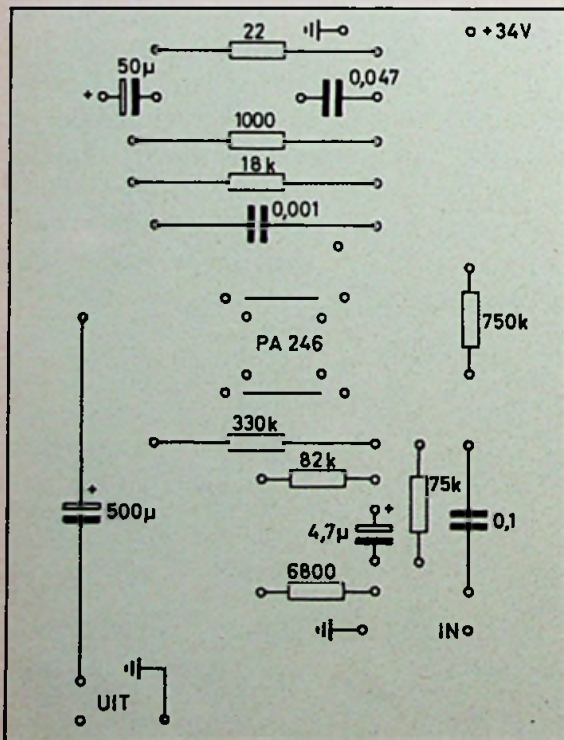 22
+34V
50µ
0,047
+
1000
18k
0,001
750k
PA 246
330k
82k
75k
+
500µ
+
4,7µ
0,1
6800
IN
UIT